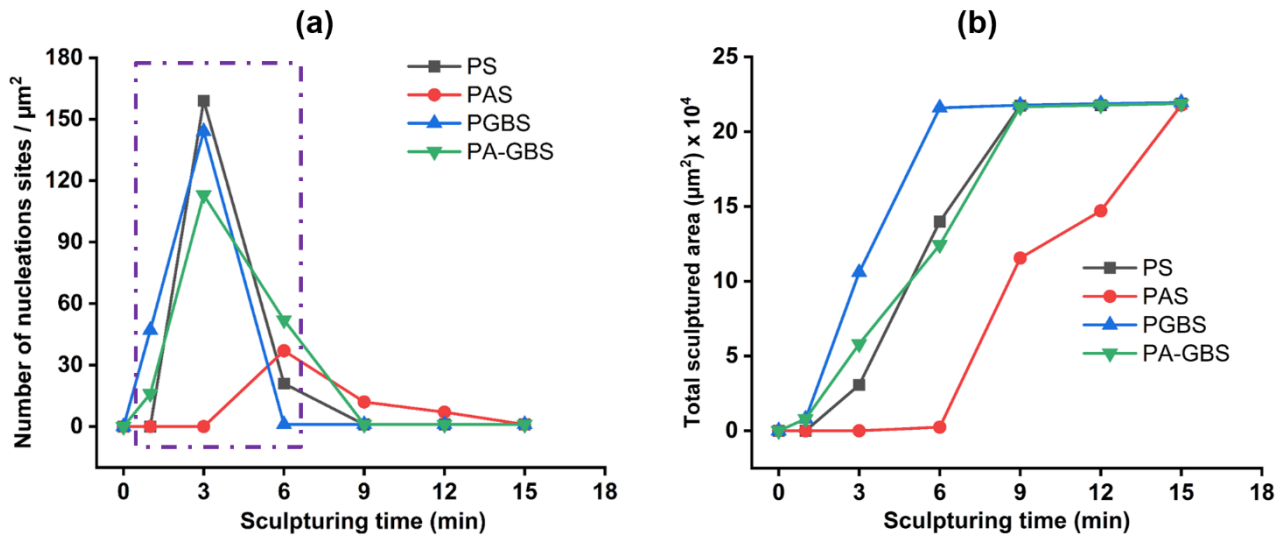 (a)
Number of nucleations sites / µm²
180
150
120
90
60
30
0
PS
PAS
PGBS
PA-GBS
0 3 6 9 12 15 18
Sculpturing time (min)
(b)
Total sculptured area (µm²) x 10⁴
25
20
15
10
5
0
PS
PAS
PGBS
PA-GBS
0 3 6 9 12 15 18
Sculpturing time (min)